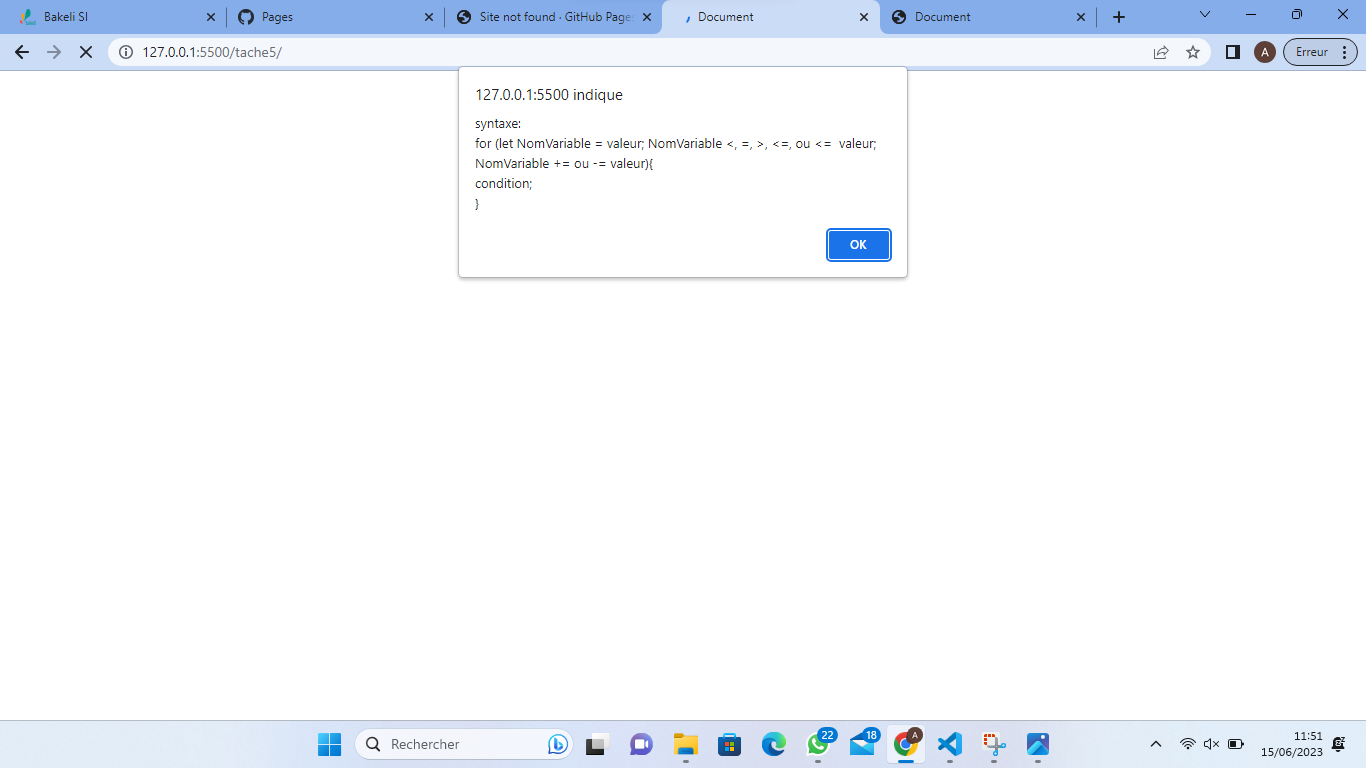 Bakeli SI
Pages
Site not found · GitHub Page
Document
Document
127.0.0.1:5500/tache5/
A
Erreur
127.0.0.1:5500 indique
syntaxe:
for (let NomVariable = valeur; NomVariable <, =, >, <=, ou <=  valeur;
NomVariable += ou -= valeur){
condition;
}
OK
Rechercher
22
18
A
11:51
15/06/2023